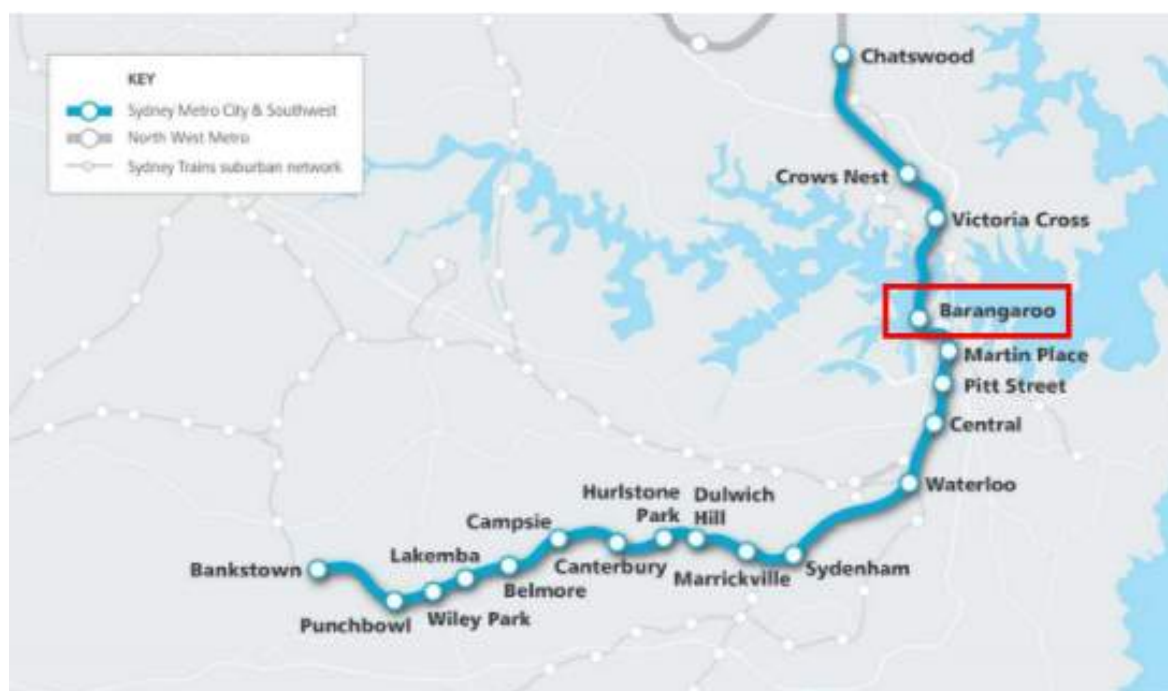 KEY
Sydney Metro City & Southwest
North West Metro
Sydney Trains suburban network
Chatswood
Crows Nest
Victoria Cross
Barangaroo
Martin Place
Pitt Street
Central
Waterloo
Hurlstone
Park
Dulwich
Hill
Campsie
Lakemba
Bankstown
Canterbury
Marrickville
Sydenham
Belmore
Wiley Park
Punchbowl